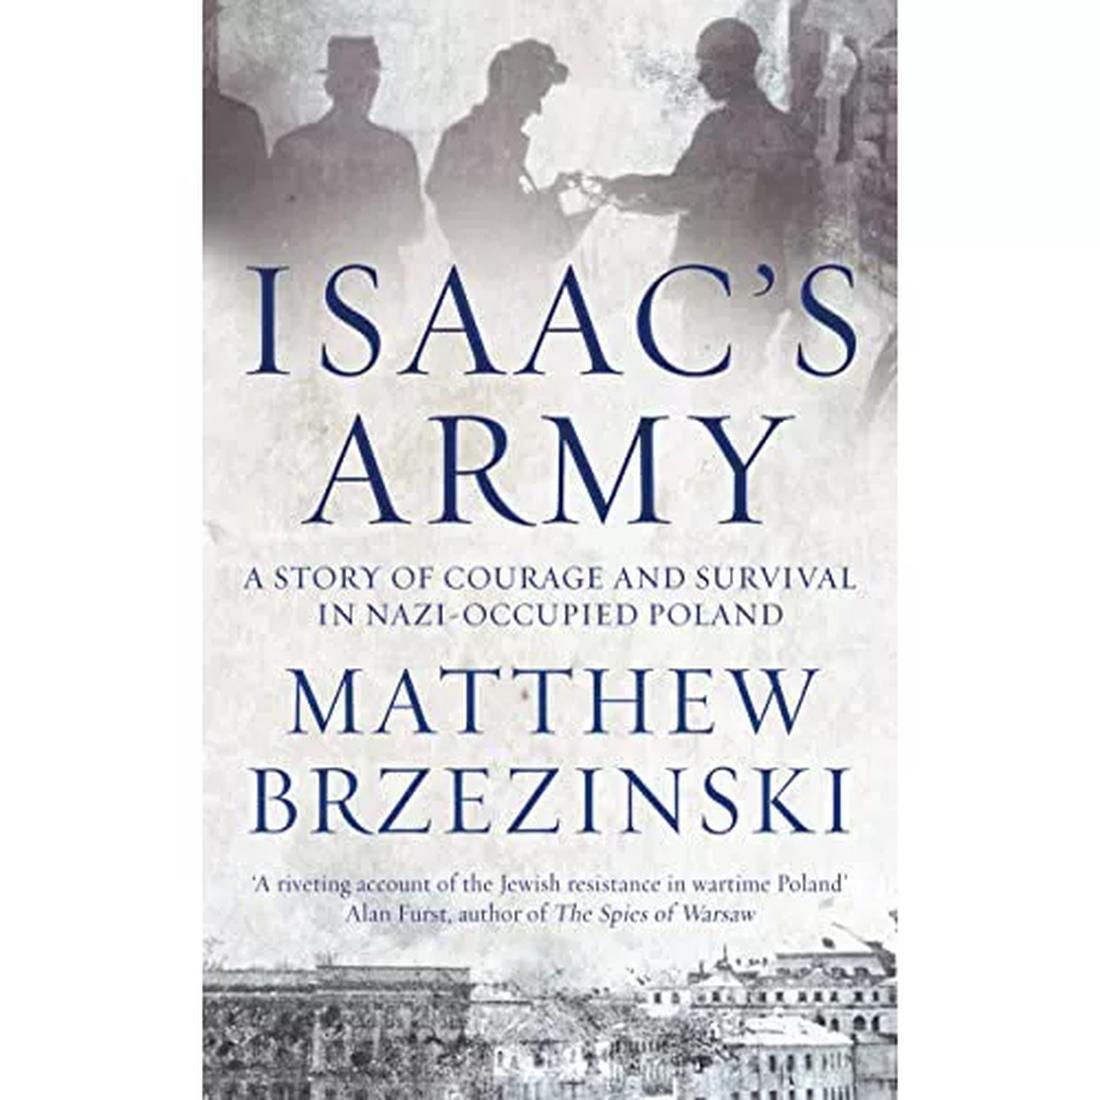 ISAAC'S
ARMY
A STORY OF COURAGE AND SURVIVAL
IN NAZI-OCCUPIED POLAND
MATTHEW
BRZEZINSKI
‘A riveting account of the Jewish resistance in wartime Poland’
Alan Furst, author of The Spies of Warsaw